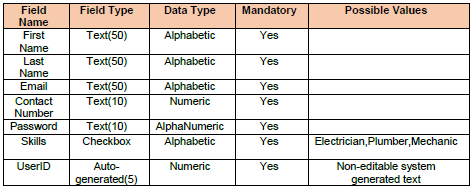 Field Name Field Type Data Type Mandatory Possible Values
First Name Text(50) Alphabetic Yes
Last Name Text(50) Alphabetic Yes
Email Text(50) Alphabetic Yes
Contact Number Text(10) Numeric Yes
Password Text(10) AlphaNumeric Yes
Skills Checkbox Alphabetic Yes Electrician,Plumber,Mechanic
UserID Auto-generated(5) Numeric Yes Non-editable system generated text